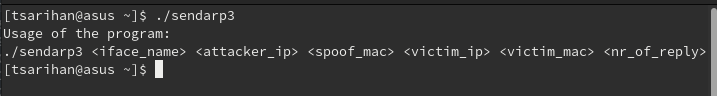 [tsarihan@asus ~]$ ./sendarp3
Usage of the program:
./sendarp3 <iface_name> <attacker_ip> <spoof_mac> <victim_ip> <victim_mac> <nr_of_reply>
[tsarihan@asus ~]$